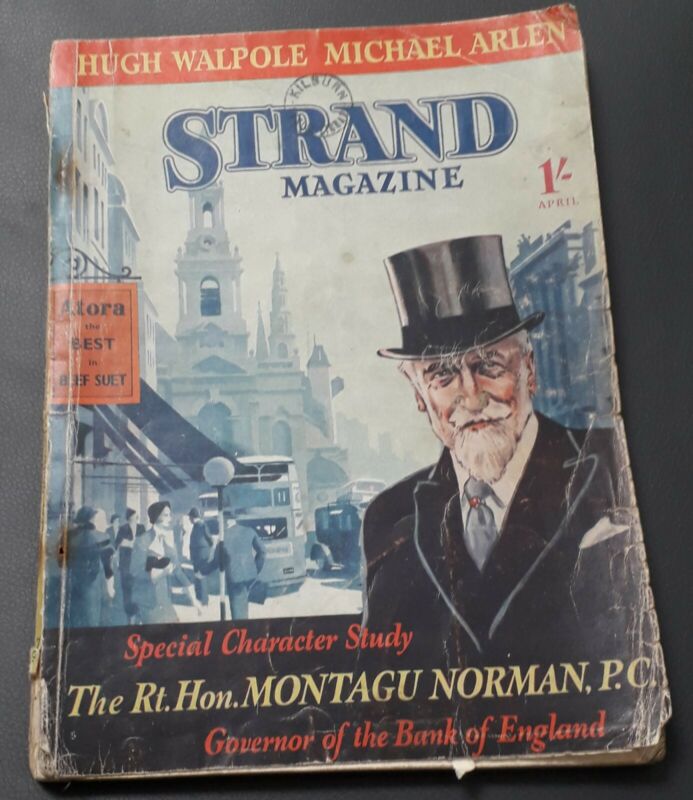 HUGH WALPOLE MICHAEL ARLEN
KILBURN
STRAND
MAGAZINE
1/-
APRIL
Atora
the
BEST
in
BEEF SUET
Special Character Study
The Rt. Hon. MONTAGU NORMAN, P.C.
Governor of the Bank of England